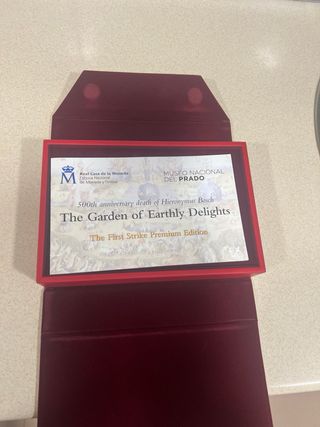 M
Real Casa de la Moneda
Fábrica Nacional
de Moneda y Timbre
MUSEO NACIONAL
DEL PRADO
500th anniversary death of Hieronymus Bosch
The Garden of Earthly Delights
The First Strike Premium Edition